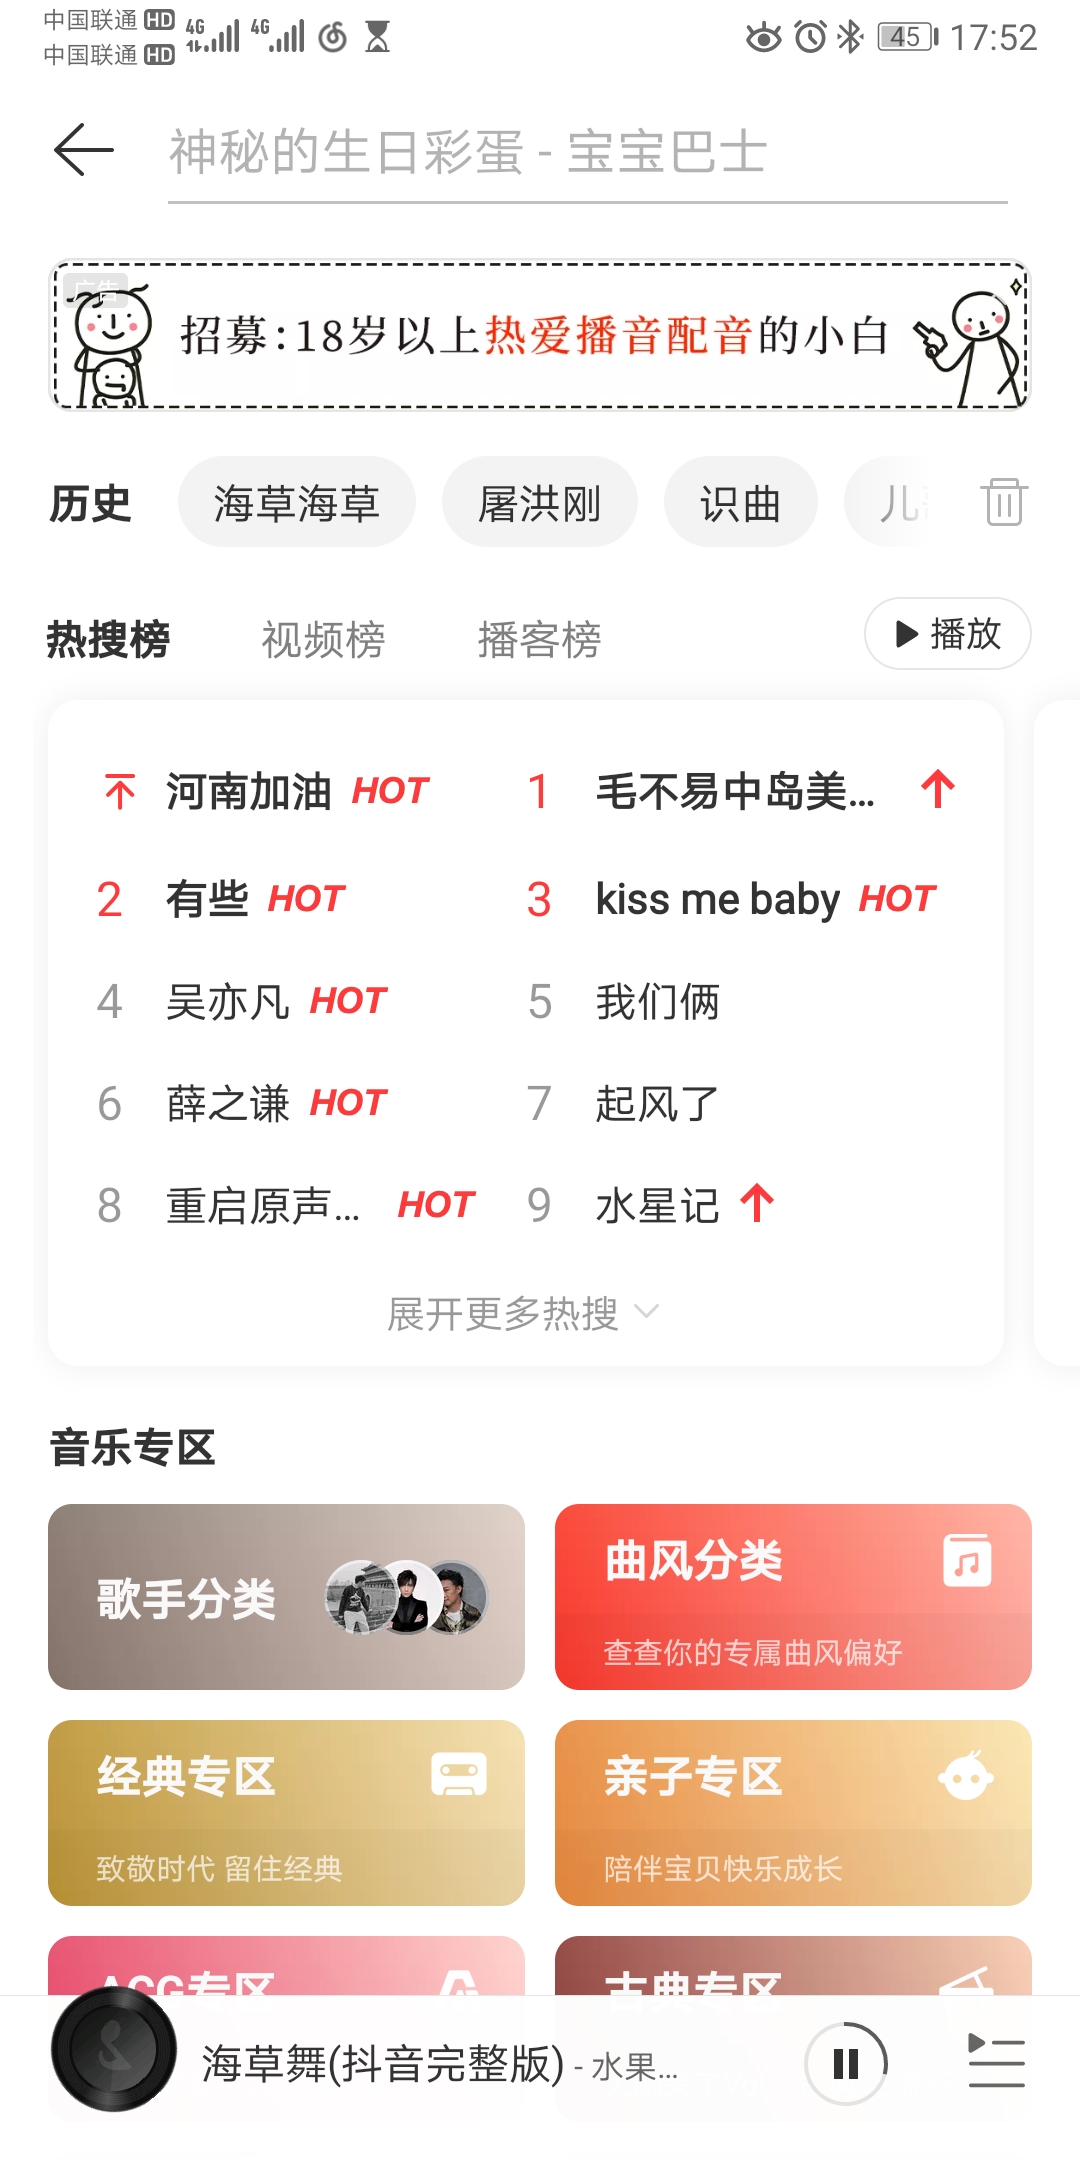 中国联通 HD 4G 4G 45 17:52
中国联通 HD
神秘的生日彩蛋 - 宝宝巴士
广告
招募:18岁以上热爱播音配音的小白
历史 海草海草 屠洪刚 识曲 儿
热搜榜 视频榜 播客榜 播放
河南加油 HOT 1 毛不易中岛美...
2 有些 HOT 3 kiss me baby HOT
4 吴亦凡 HOT 5 我们俩
6 薛之谦 HOT 7 起风了
8 重启原声... HOT 9 水星记
展开更多热搜
音乐专区
歌手分类
曲风分类
查查你的专属曲风偏好
经典专区
致敬时代 留住经典
亲子专区
陪伴宝贝快乐成长
ACG专区
古典专区
海草舞(抖音完整版) - 水果...